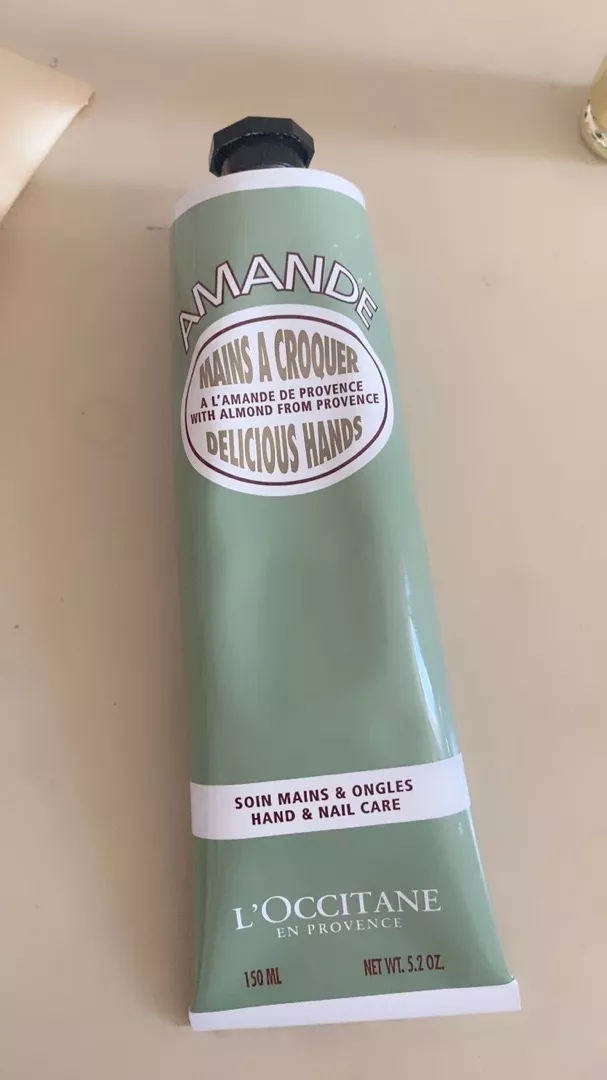 AMANDE
MAINS A CROQUER
A L'AMANDE DE PROVENCE
WITH ALMOND FROM PROVENCE
DELICIOUS HANDS
SOIN MAINS & ONGLES
HAND & NAIL CARE
L'OCCITANE
EN PROVENCE
150 ML NET WT. 5.2 OZ.